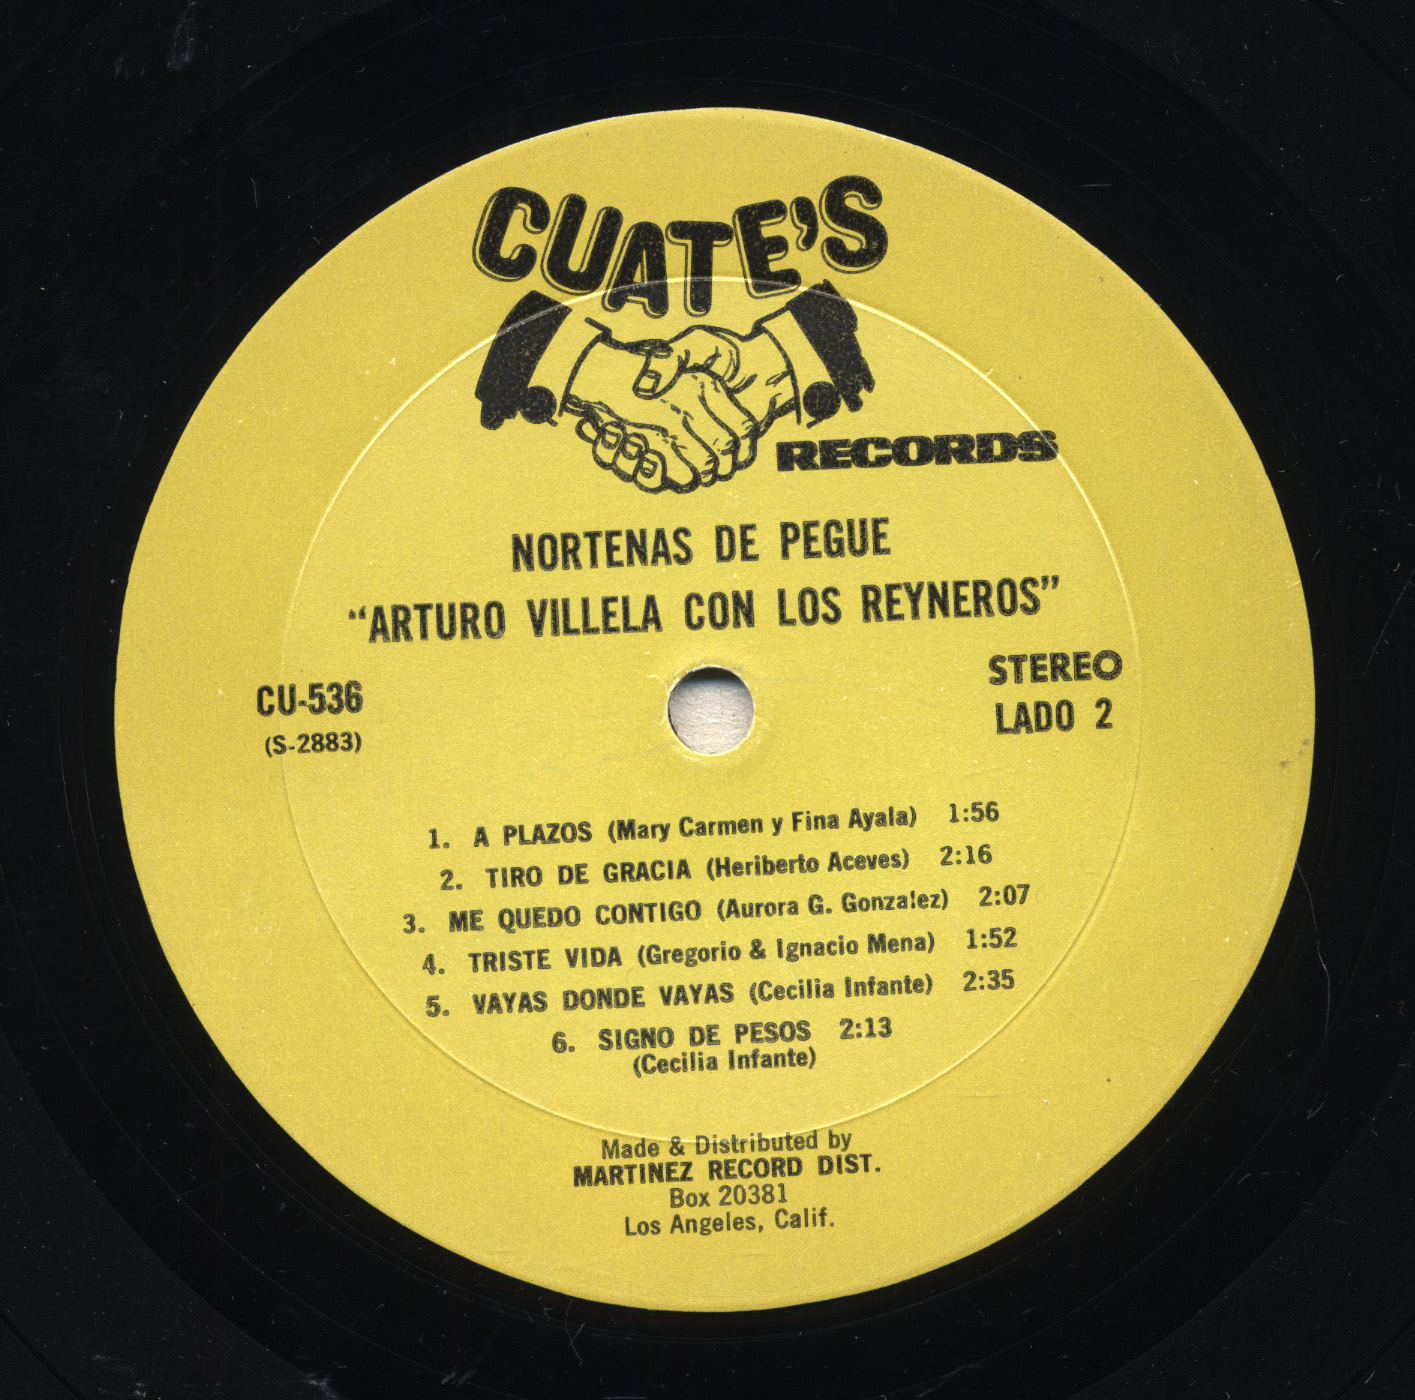 CUATE'S
RECORDS
NORTENAS DE PEGUE
“ARTURO VILLELA CON LOS REYNEROS”
CU-536
(S-2883)
STEREO
LADO 2
1. A PLAZOS (Mary Carmen y Fina Ayala) 1:56
2. TIRO DE GRACIA (Heriberto Aceves) 2:16
3. ME QUEDO CONTIGO (Aurora G. Gonzalez) 2:07
4. TRISTE VIDA (Gregorio & Ignacio Mena) 1:52
5. VAYAS DONDE VAYAS (Cecilia Infante) 2:35
6. SIGNO DE PESOS 2:13
(Cecilia Infante)
Made & Distributed by
MARTINEZ RECORD DIST.
Box 20381
Los Angeles, Calif.